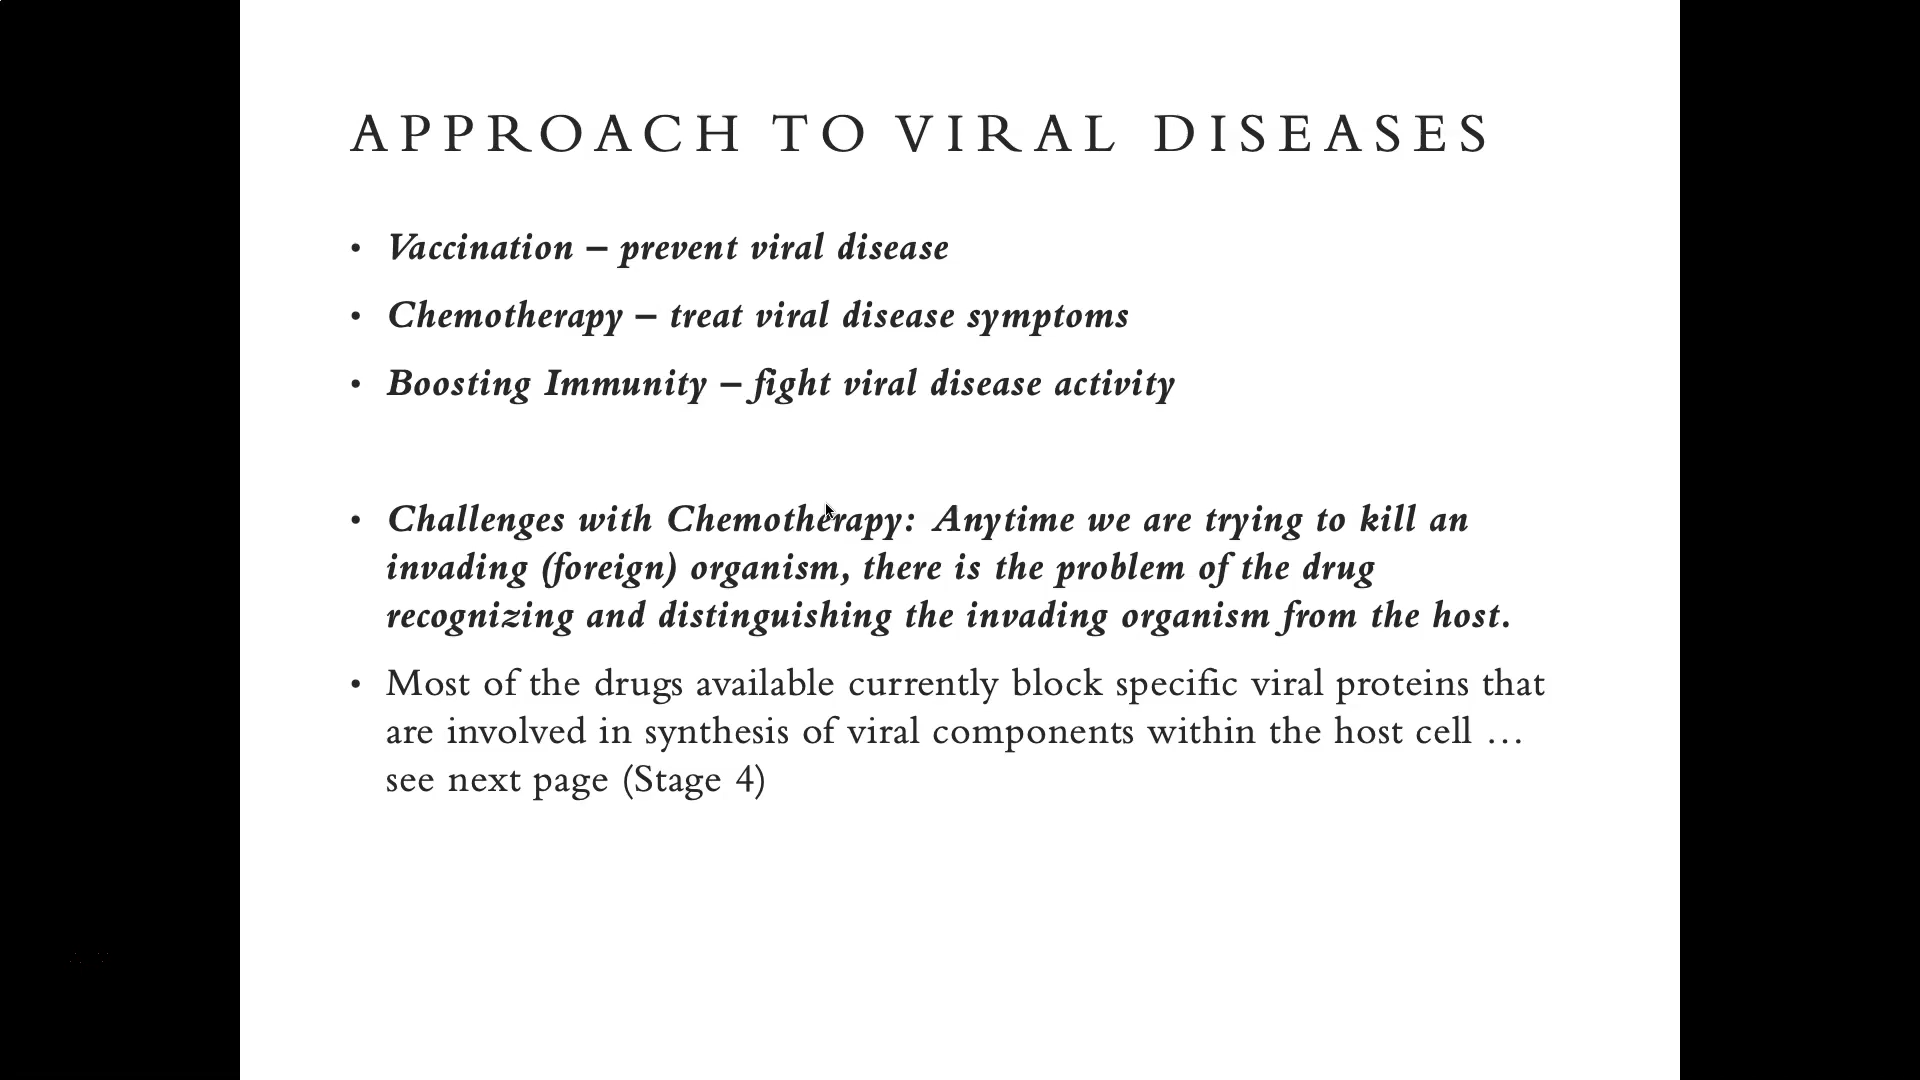 APPROACH TO VIRAL DISEASES
• Vaccination – prevent viral disease
• Chemotherapy – treat viral disease symptoms
• Boosting Immunity – fight viral disease activity
• Challenges with Chemotherapy: Anytime we are trying to kill an
invading (foreign) organism, there is the problem of the drug
recognizing and distinguishing the invading organism from the host.
• Most of the drugs available currently block specific viral proteins that
are involved in synthesis of viral components within the host cell …
see next page (Stage 4)